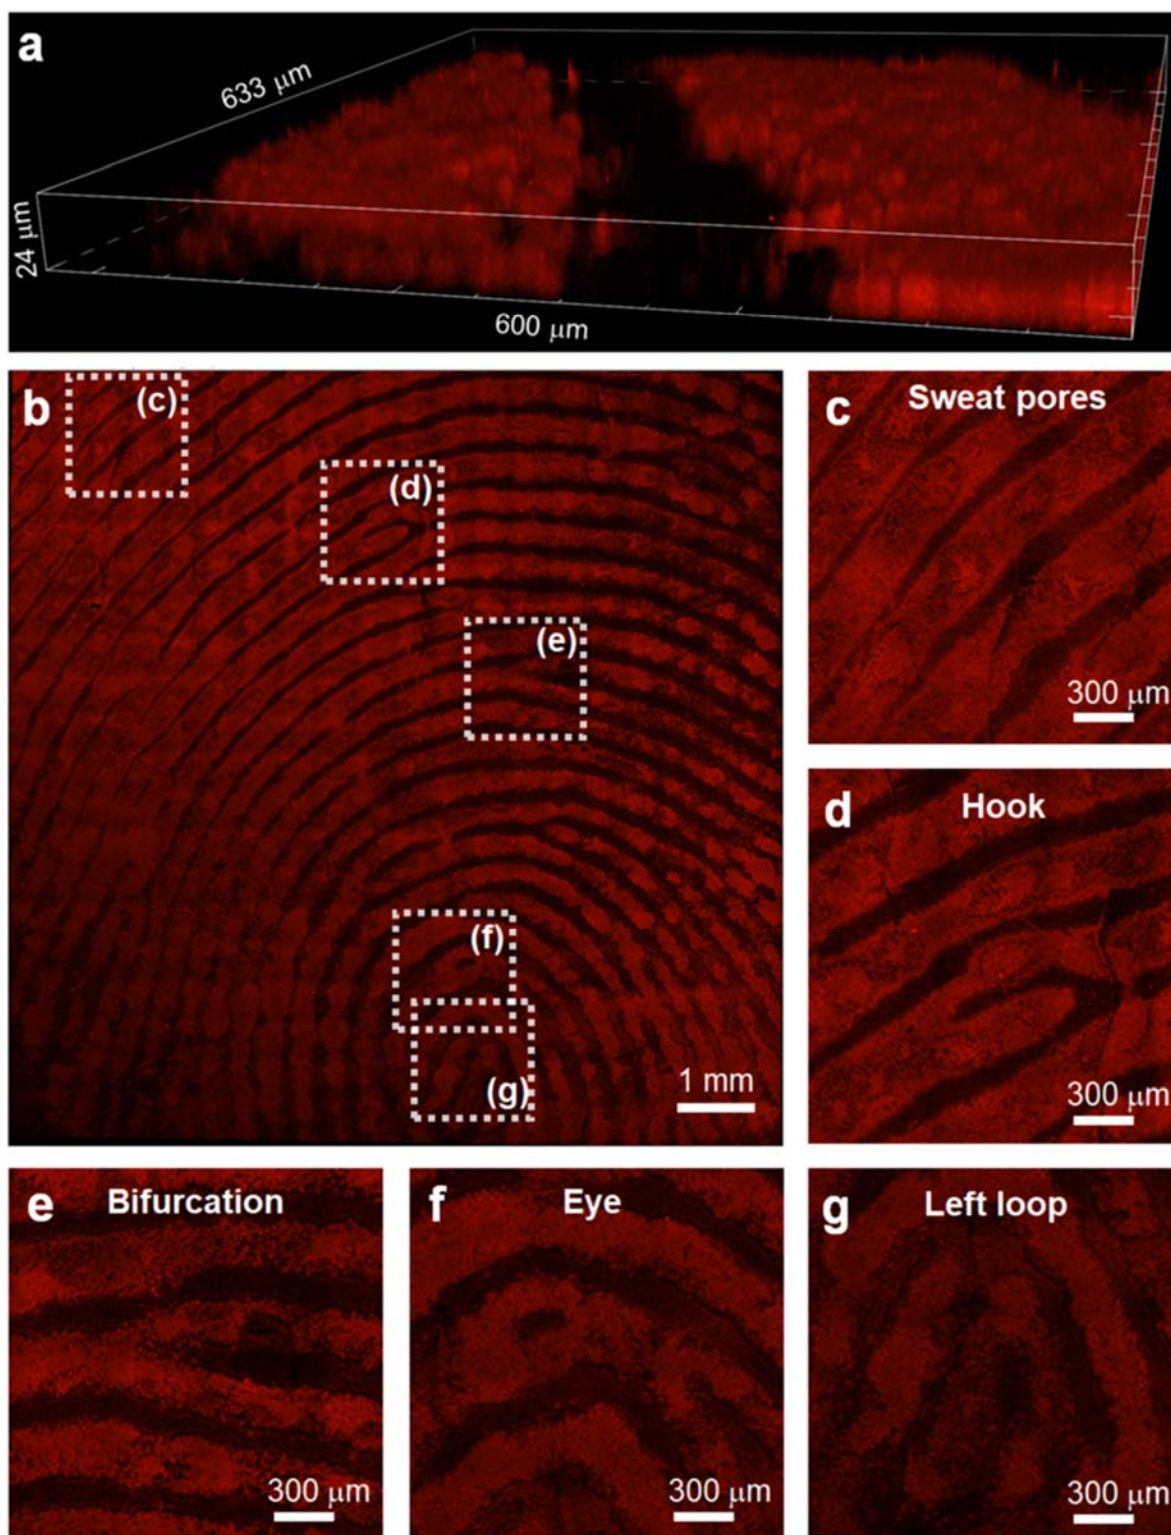 a
633 µm
24 µm
600 µm
b
(c)
(d)
(e)
(f)
(g)
1 mm
c
Sweat pores
300 µm
d
Hook
300 µm
e
Bifurcation
300 µm
f
Eye
300 µm
g
Left loop
300 µm